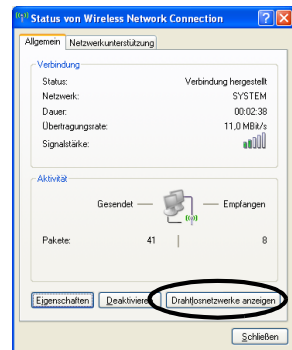 Status von Wireless Network Connection
Allgemein Netzwerkunterstützung
Verbindung
Status: Verbindung hergestellt
Netzwerk: SYSTEM
Dauer: 00:02:38
Übertragungsrate: 11,0 MBit/s
Signalstärke:
Aktivität
Gesendet Empfangen
Pakete: 41 8
Eigenschaften Deaktivieren Drahtlosnetzwerke anzeigen
Schließen